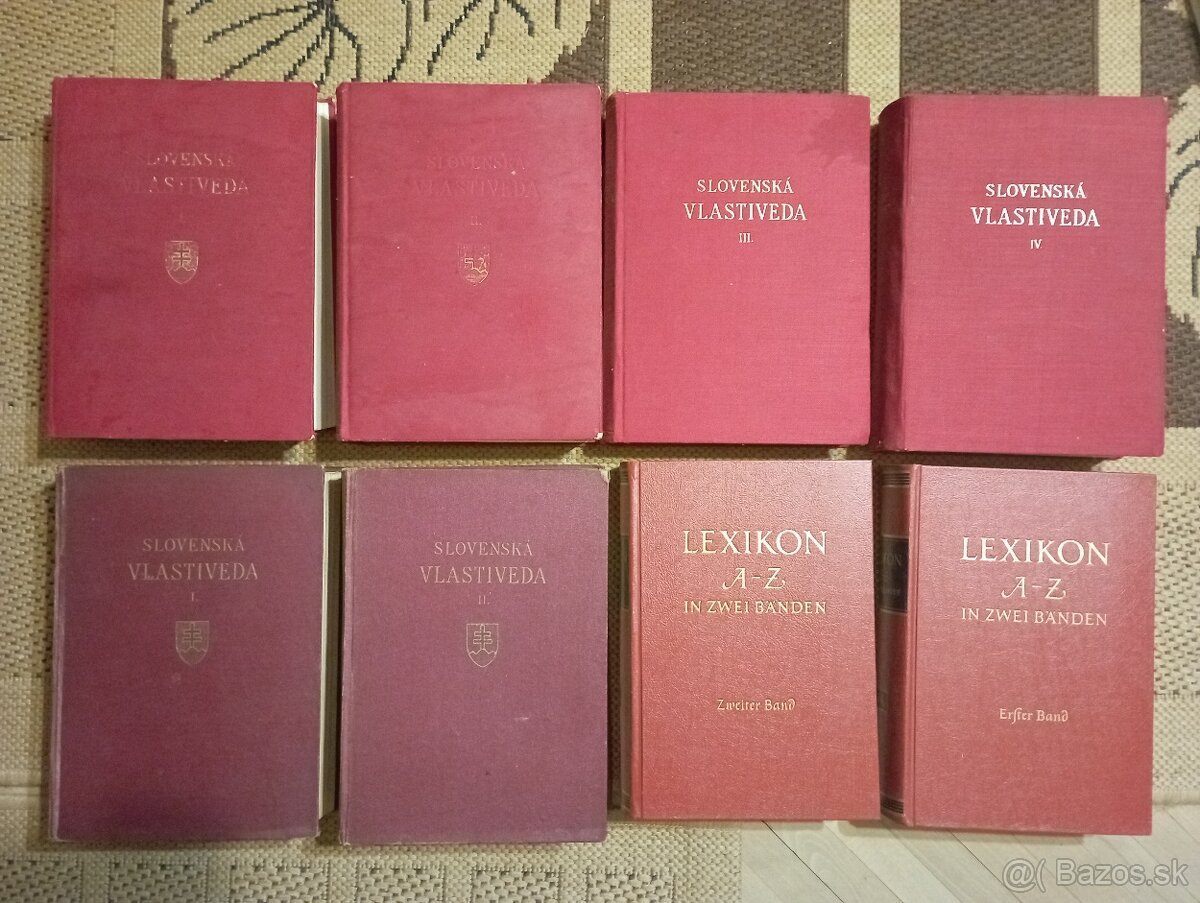 SLOVENSKÁ
VLASTIVEDA
I.
SLOVENSKÁ
VLASTIVEDA
II.
SLOVENSKÁ
VLASTIVEDA
III.
SLOVENSKÁ
VLASTIVEDA
IV.
SLOVENSKÁ
VLASTIVEDA
I.
SLOVENSKÁ
VLASTIVEDA
II.
LEXIKON
A-Z
IN ZWEI BÄNDEN
Zweiter Band
LEXIKON
A-Z
IN ZWEI BÄNDEN
Erster Band
@( Bazos.sk